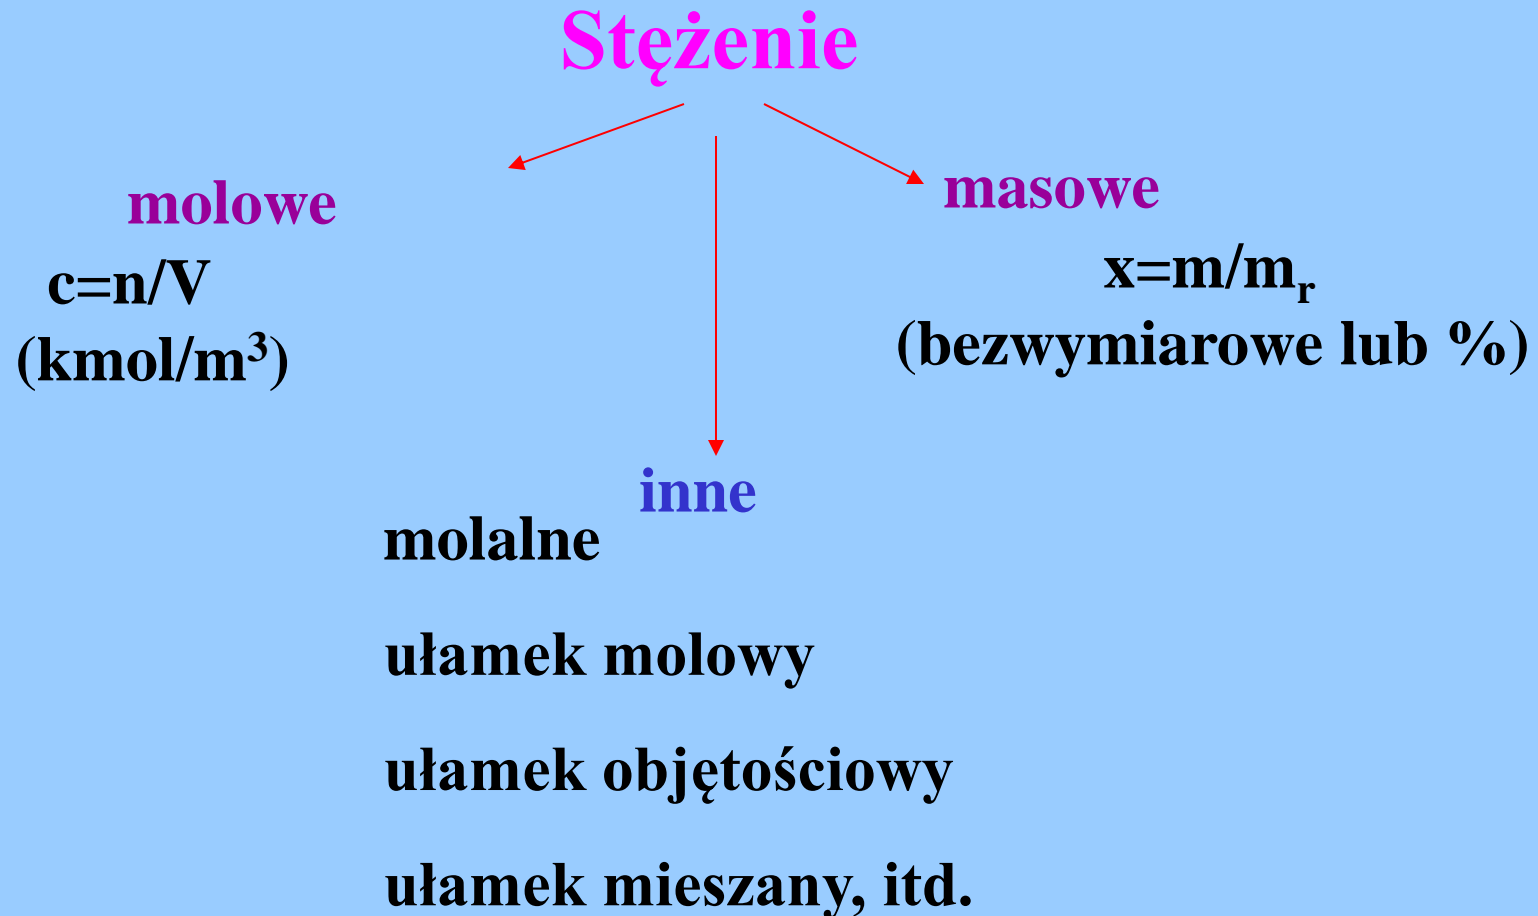 Stężenie
molowe
c=n/V
(kmol/m³)
masowe
x=m/mᵣ
(bezwymiarowe lub %)
inne
molalne
ułamek molowy
ułamek objętościowy
ułamek mieszany, itd.